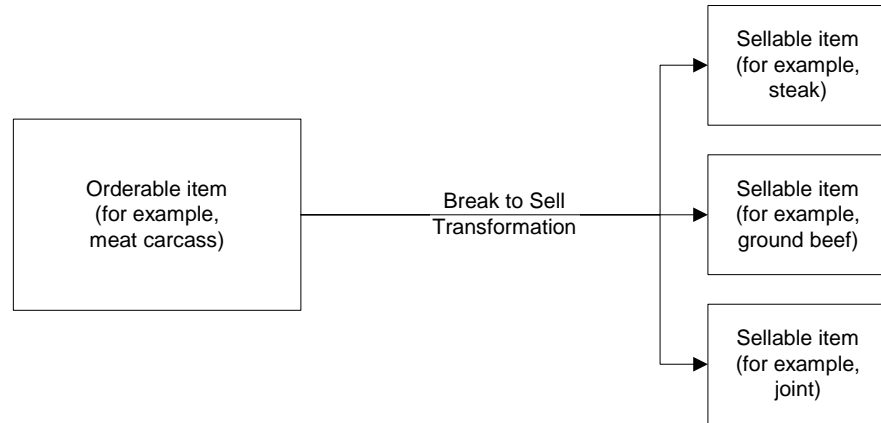 Orderable item
(for example,
meat carcass)
Break to Sell
Transformation
Sellable item
(for example,
steak)
Sellable item
(for example,
ground beef)
Sellable item
(for example,
joint)